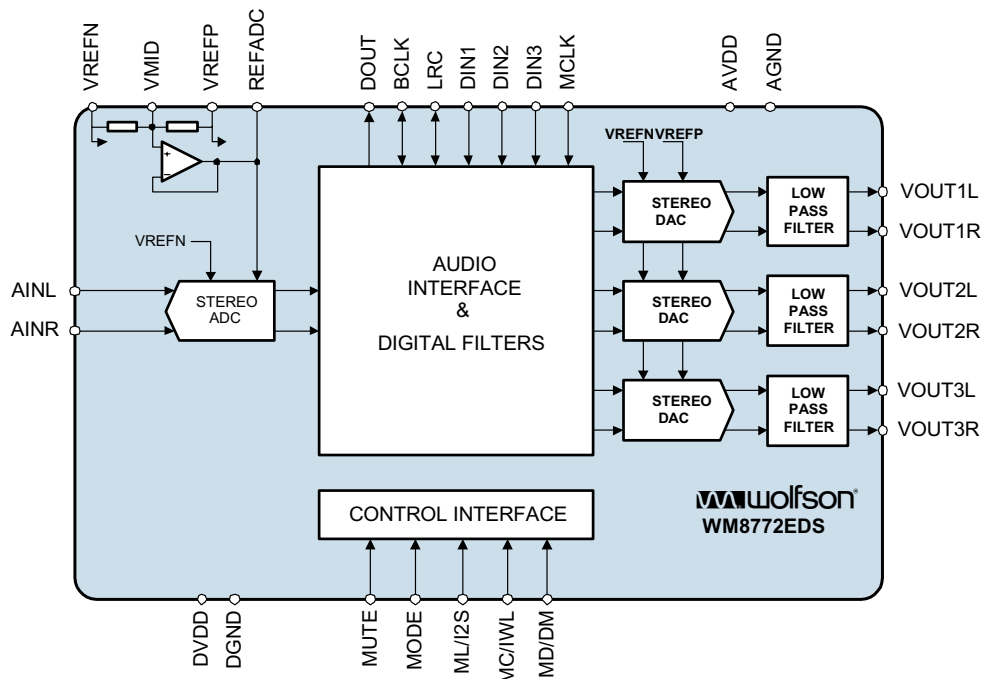 VREFN
VMID
VREFP
REFADC
DOUT
BCLK
LRC
DIN1
DIN2
DIN3
MCLK
AVDD
AGND
VREFN
VREFP
STEREO
DAC
LOW
PASS
FILTER
VOUT1L
VOUT1R
VREFN
AINL
AINR
STEREO
ADC
AUDIO
INTERFACE
&
DIGITAL FILTERS
STEREO
DAC
LOW
PASS
FILTER
VOUT2L
VOUT2R
STEREO
DAC
LOW
PASS
FILTER
VOUT3L
VOUT3R
CONTROL INTERFACE
wolfson®
WM8772EDS
DVDD
DGND
MUTE
MODE
ML/I2S
MC/IWL
MD/DM